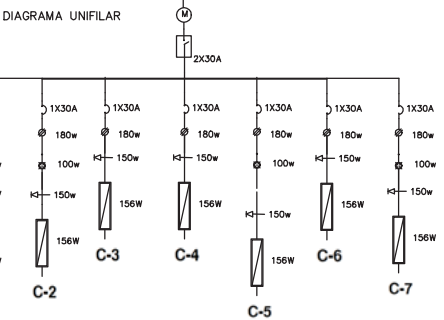 DIAGRAMA UNIFILAR
M
2X30A
1X30A 1X30A 1X30A 1X30A 1X30A 1X30A
180w 180w 180w 180w 180w 180w
100w 100w 100w
150w 150w 150w
150w 150w 150w
156W 156W 156W
156W 156W 156W
C-3 C-4 C-6
C-2 C-7
C-5